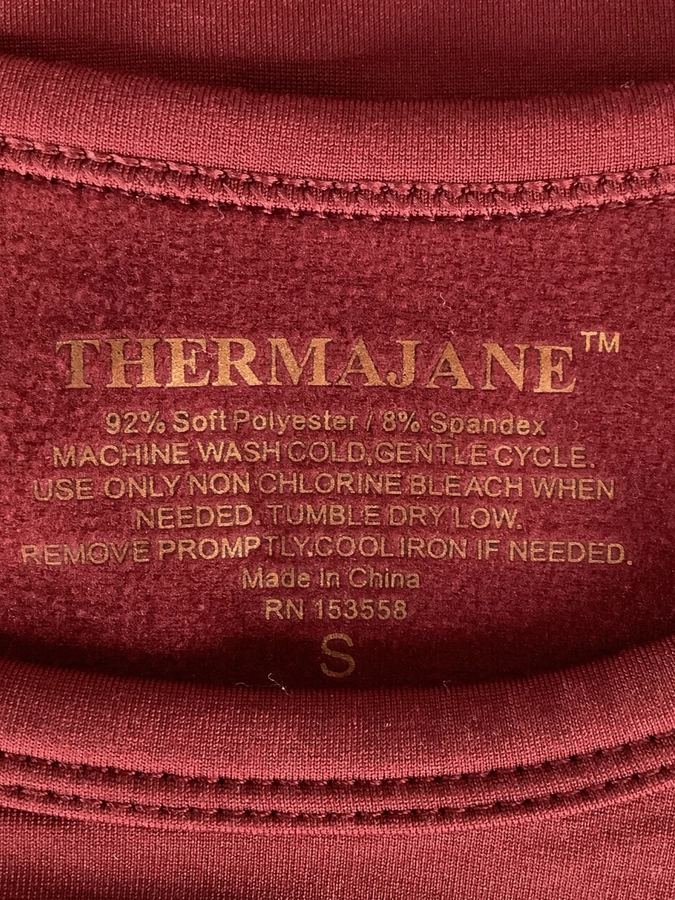 THERMAJANE™
92% Soft Polyester / 8% Spandex
MACHINE WASH COLD,GENTLE CYCLE.
USE ONLY NON CHLORINE BLEACH WHEN
NEEDED. TUMBLE DRY LOW.
REMOVE PROMPTLY.COOL IRON IF NEEDED.
Made In China
RN 153558
S